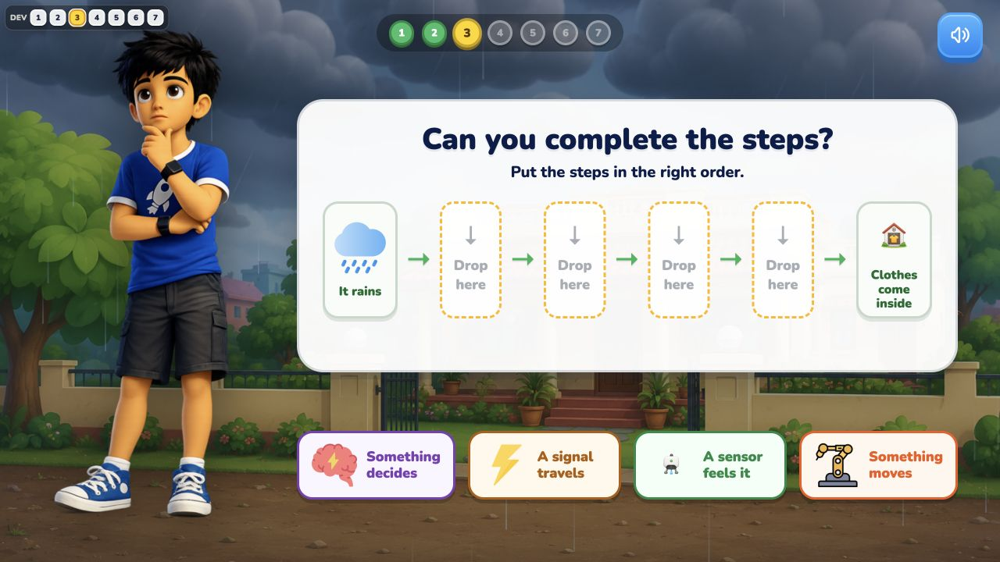 DEV 1 2 3 4 5 6 7
1 2 3 4 5 6 7
Can you complete the steps?
Put the steps in the right order.
It rains
Drop
here
Drop
here
Drop
here
Drop
here
Clothes
come
inside
Something
decides
A signal
travels
A sensor
feels it
Something
moves